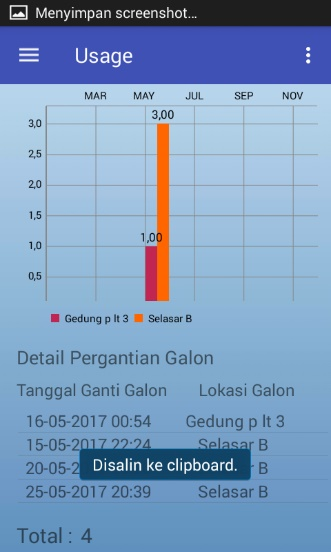 Menyimpan screenshot...
Usage
MAR MAY JUL SEP NOV
3,00
3,0
2,5
2,0
1,5
1,00
1,0
0,5
Gedung p lt 3 Selasar B
Detail Pergantian Galon
Tanggal Ganti Galon Lokasi Galon
16-05-2017 00:54 Gedung p lt 3
15-05-2017 22:24 Selasar B
20-05-2 B
Disalin ke clipboard.
25-05-2017 20:39 Selasar B
Total : 4